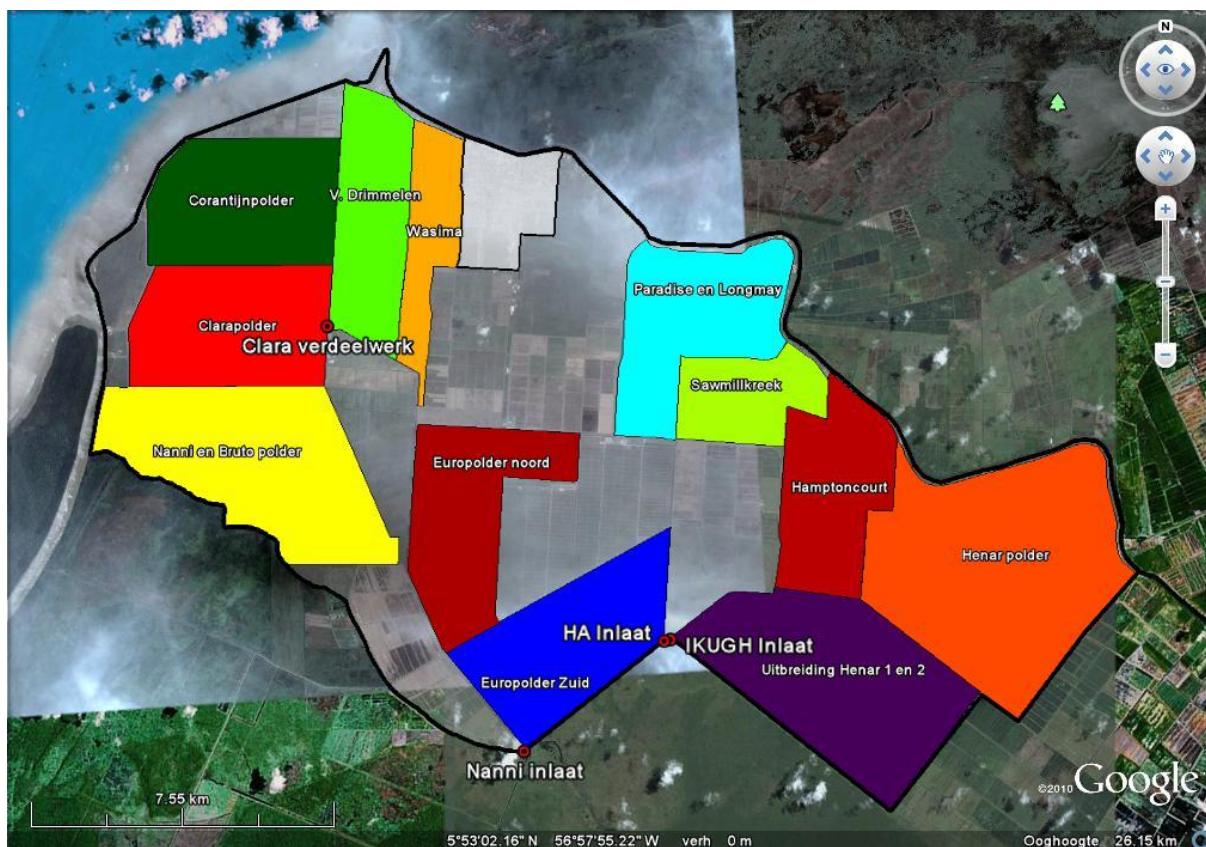 N
Corantijnpolder
V. Drimmelen
Wasima
Paradise en Longmay
Clarapolder
Clara verdeelwerk
Sawmillkreek
Nanni en Bruto polder
Europolder noord
Hamptoncourt
Henar polder
HA Inlaat
IKUGH Inlaat
Uitbreiding Henar 1 en 2
Europolder Zuid
Nanni inlaat
7.55 km
©2010 Google
5°53'02.16" N 56°57'55.22" W verh 0 m
Ooghoogte 26.15 km